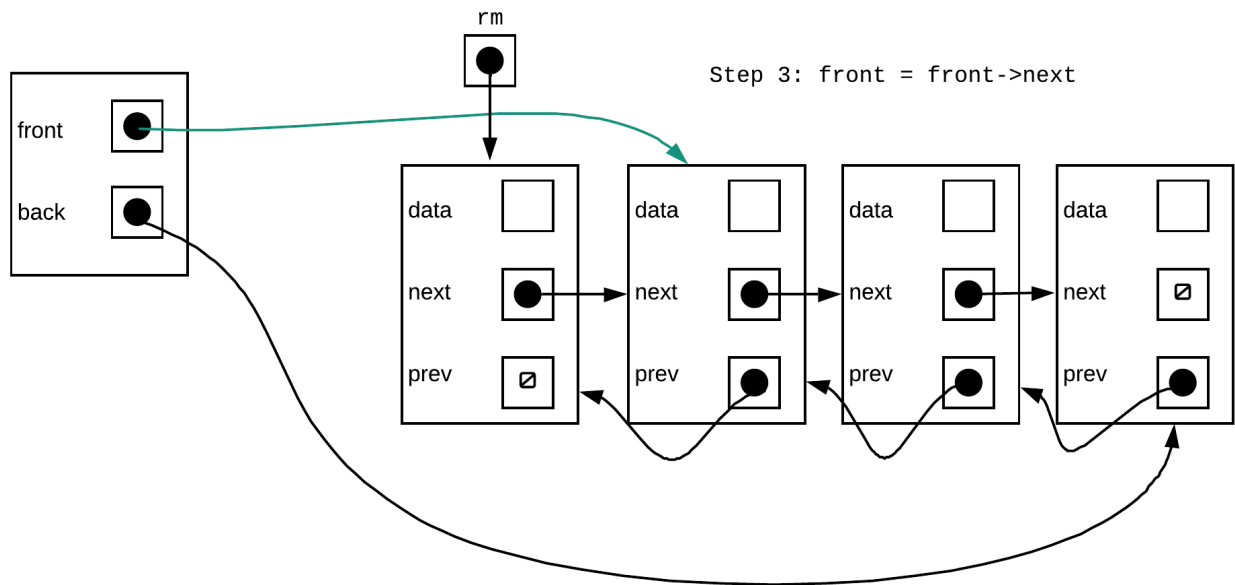 rm
Step 3: front = front->next
front
back
data
next
prev
data
next
prev
data
next
prev
data
next
prev